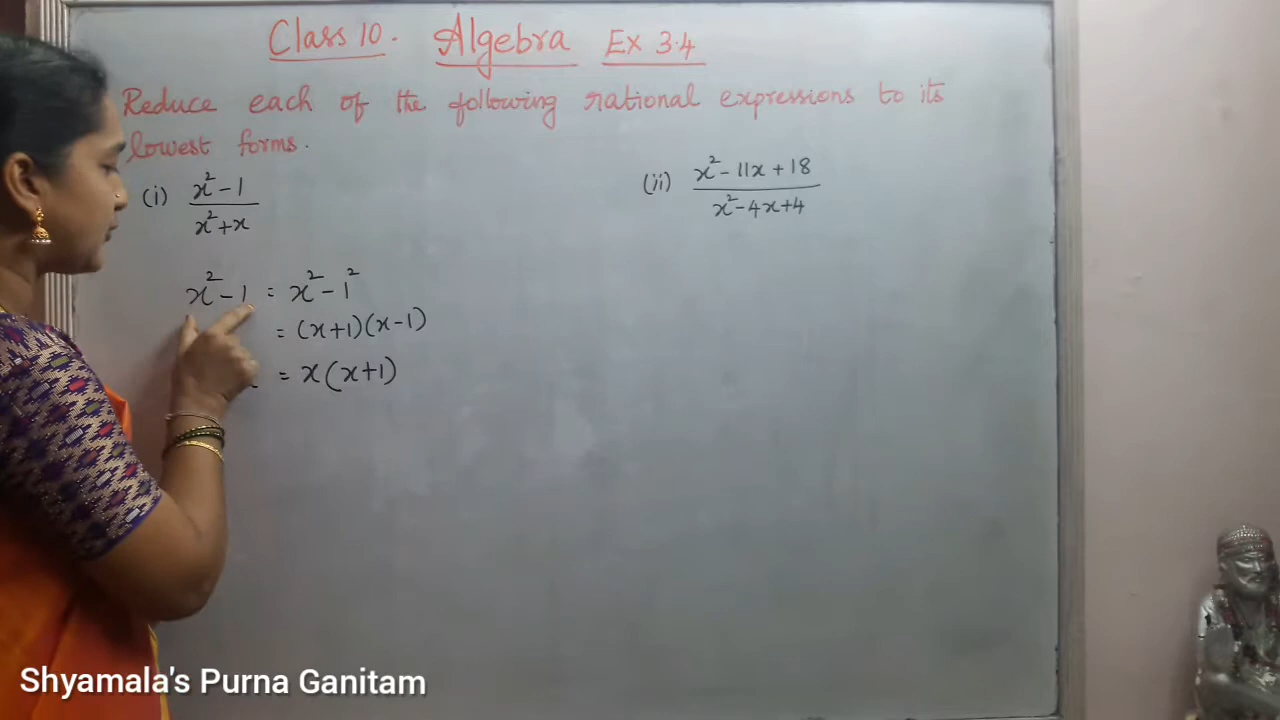 Class 10. Algebra Ex 3.4
Reduce each of the following rational expressions to its
lowest forms.
(i) x²-1 / x²+x
(ii) x²-11x+18 / x²-4x+4
x²-1 = x²-1²
= (x+1)(x-1)
= x(x+1)
Shyamala's Purna Ganitam